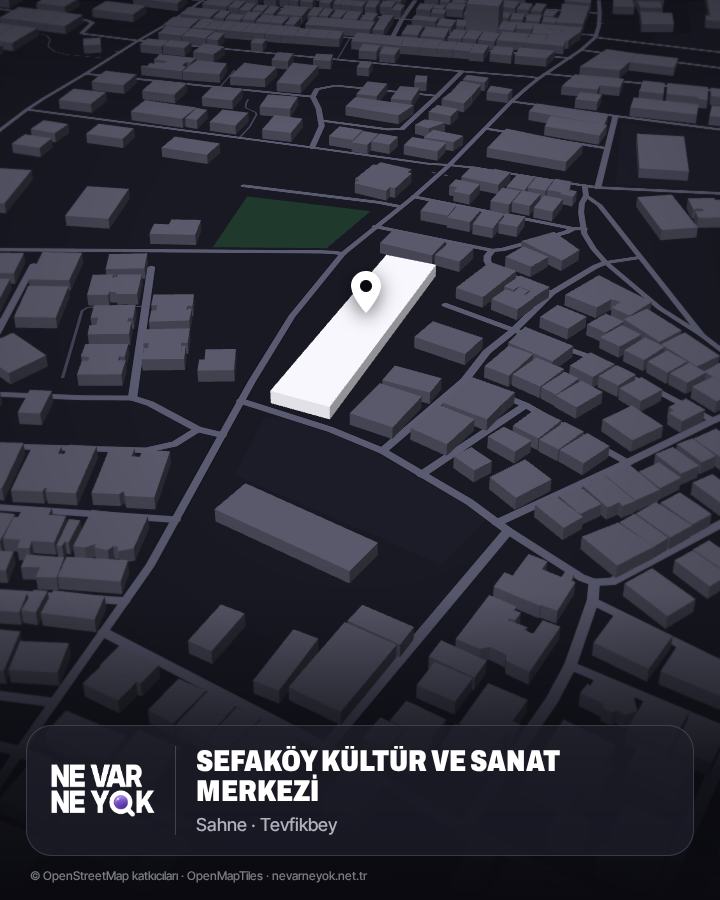 NE VAR
NE YOK
SEFAKÖY KÜLTÜR VE SANAT
MERKEZİ
Sahne · Tevfikbey
© OpenStreetMap katkıcıları · OpenMapTiles · nevarneyok.net.tr